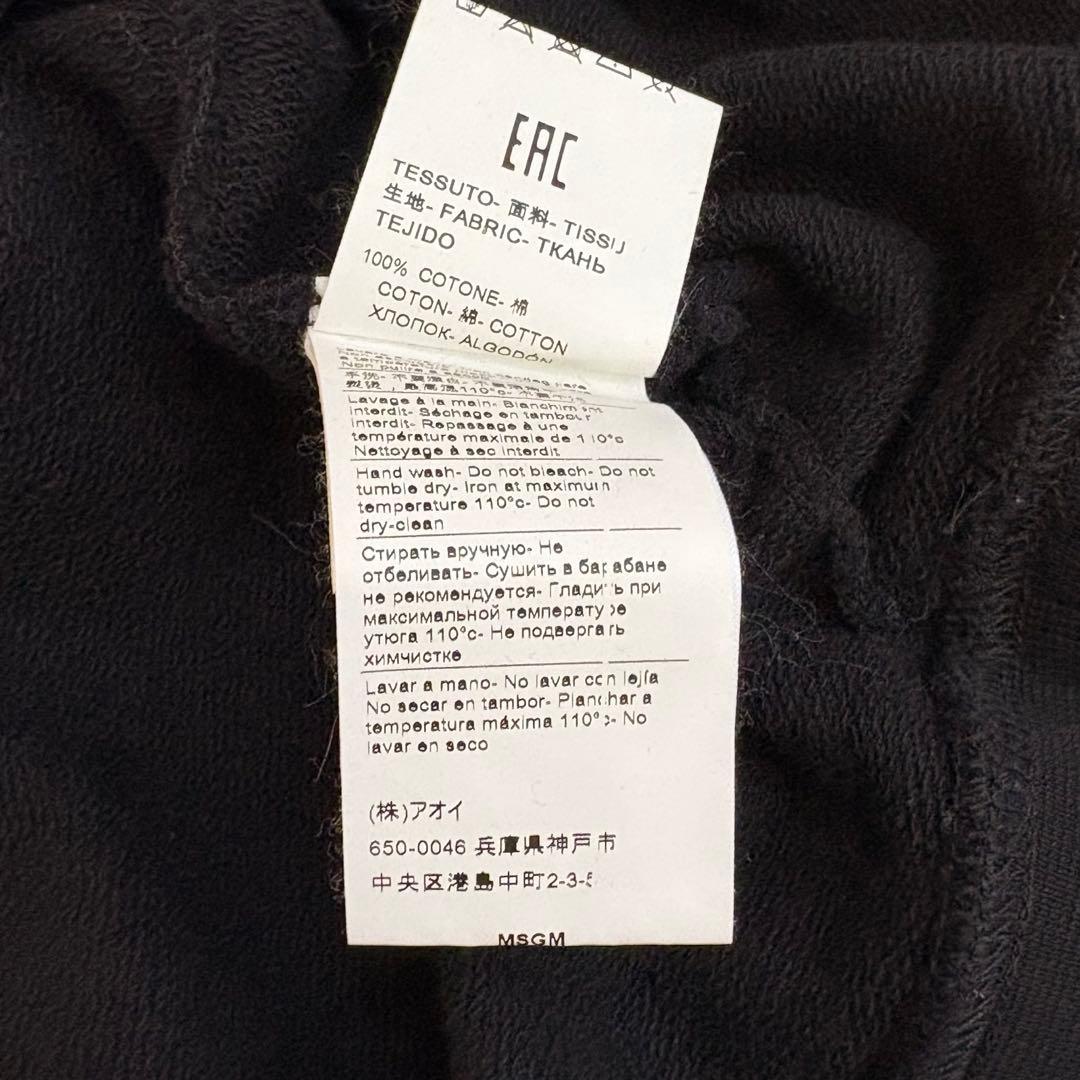 EAC
TESSUTO- 面料- TISSU
生地- FABRIC- ТКАНЬ
TEJIDO
100% COTONE- 棉
COTON- 綿- COTTON
ХЛОПОК- ALGODÓN
110°c-
Lavage à la main- Blanchiment
interdit- Séchage en tambour
interdit- Repassage à une
température maximale de 110°c
Nettoyage à sec interdit
Hand wash- Do not bleach- Do not
tumble dry- Iron at maximum
temperature 110°c- Do not
dry-clean
Стирать вручную- Не
отбеливать- Сушить в барабане
не рекомендуется- Гладить при
максимальной температуре
утюга 110°c- Не подвергать
химчистке
Lavar a mano- No lavar con lejía
No secar en tambor- Planchar a
temperatura máxima 110°c- No
lavar en seco
(株)アオイ
650-0046 兵庫県神戸市
中央区港島中町2-3-5
MSGM